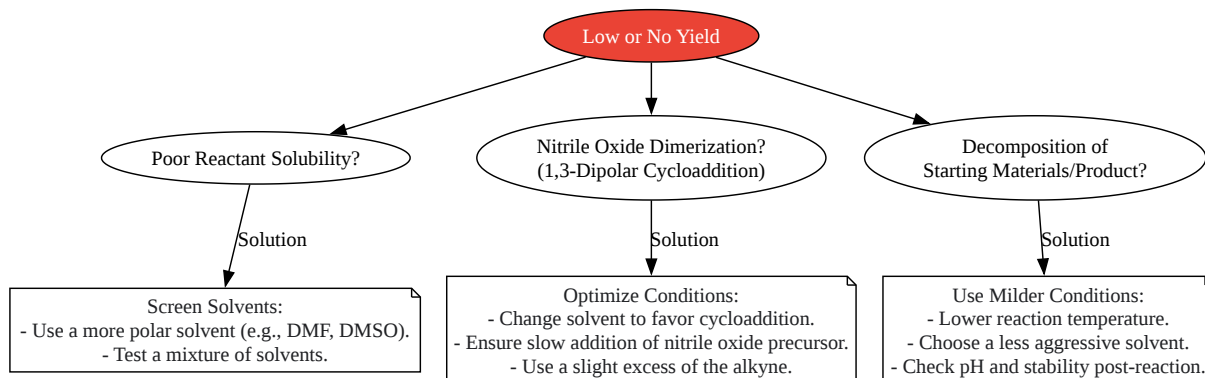 Low or No Yield
Poor Reactant Solubility?
Nitrile Oxide Dimerization?
(1,3-Dipolar Cycloaddition)
Decomposition of
Starting Materials/Product?
Solution
Solution
Solution
Screen Solvents:
- Use a more polar solvent (e.g., DMF, DMSO).
- Test a mixture of solvents.
Optimize Conditions:
- Change solvent to favor cycloaddition.
- Ensure slow addition of nitrile oxide precursor.
- Use a slight excess of the alkyne.
Use Milder Conditions:
- Lower reaction temperature.
- Choose a less aggressive solvent.
- Check pH and stability post-reaction.